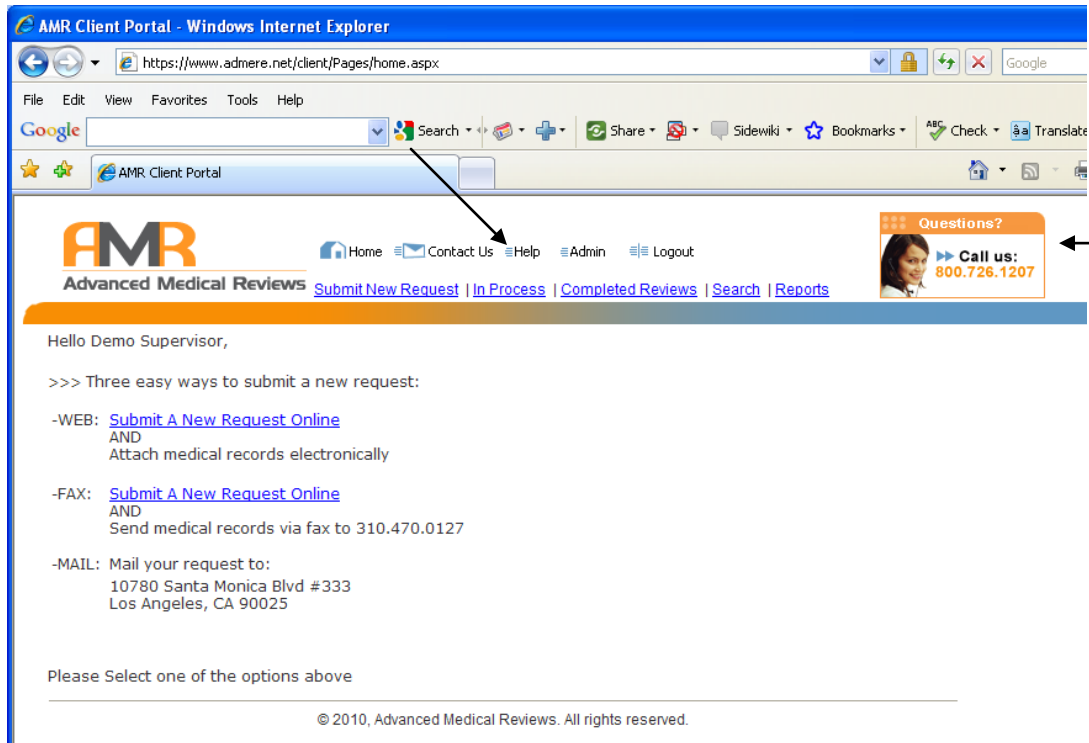 AMR Client Portal - Windows Internet Explorer
https://www.admere.net/client/Pages/home.aspx
Google
File Edit View Favorites Tools Help
Google Search Share Sidewiki Bookmarks ABC Check âa Translate
AMR Client Portal
AMR
Advanced Medical Reviews
Home Contact Us Help Admin Logout
Submit New Request | In Process | Completed Reviews | Search | Reports
Questions?
Call us:
800.726.1207
Hello Demo Supervisor,
>>> Three easy ways to submit a new request:
-WEB: Submit A New Request Online
AND
Attach medical records electronically
-FAX: Submit A New Request Online
AND
Send medical records via fax to 310.470.0127
-MAIL: Mail your request to:
10780 Santa Monica Blvd #333
Los Angeles, CA 90025
Please Select one of the options above
© 2010, Advanced Medical Reviews. All rights reserved.